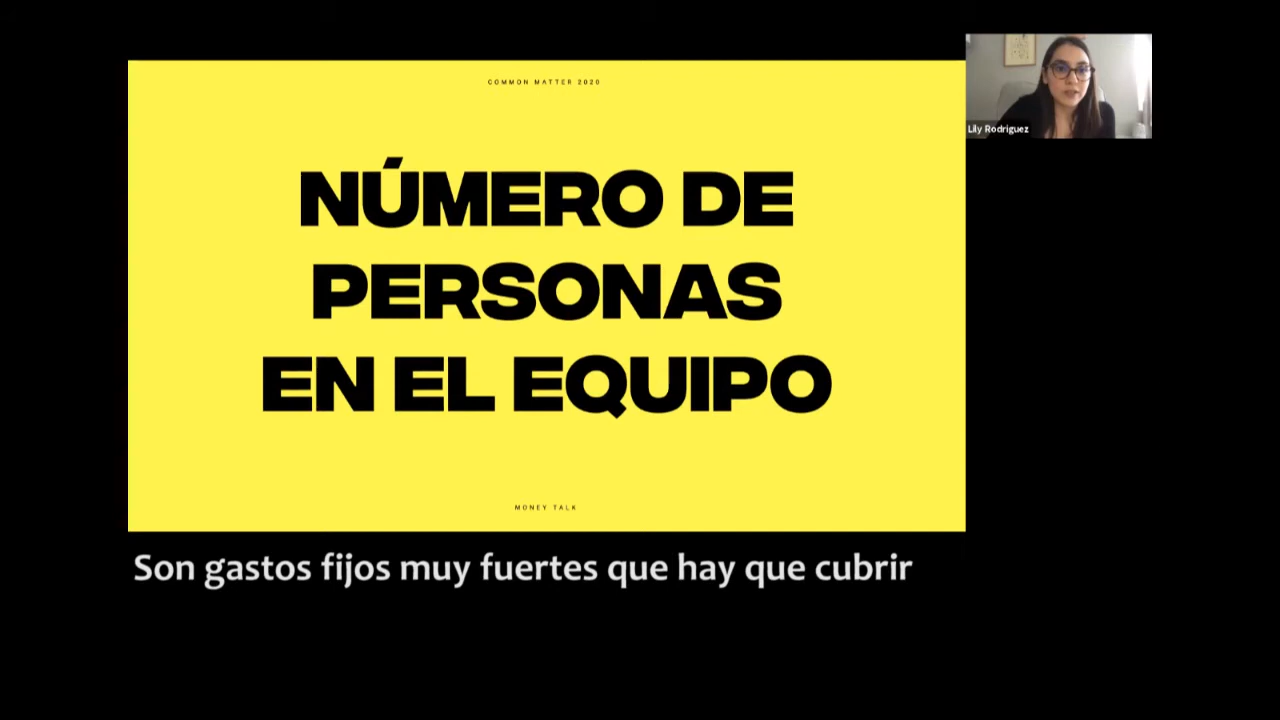 COMMON MATTER 2020
NÚMERO DE
PERSONAS
EN EL EQUIPO
MONEY TALK
Lily Rodriguez
Son gastos fijos muy fuertes que hay que cubrir